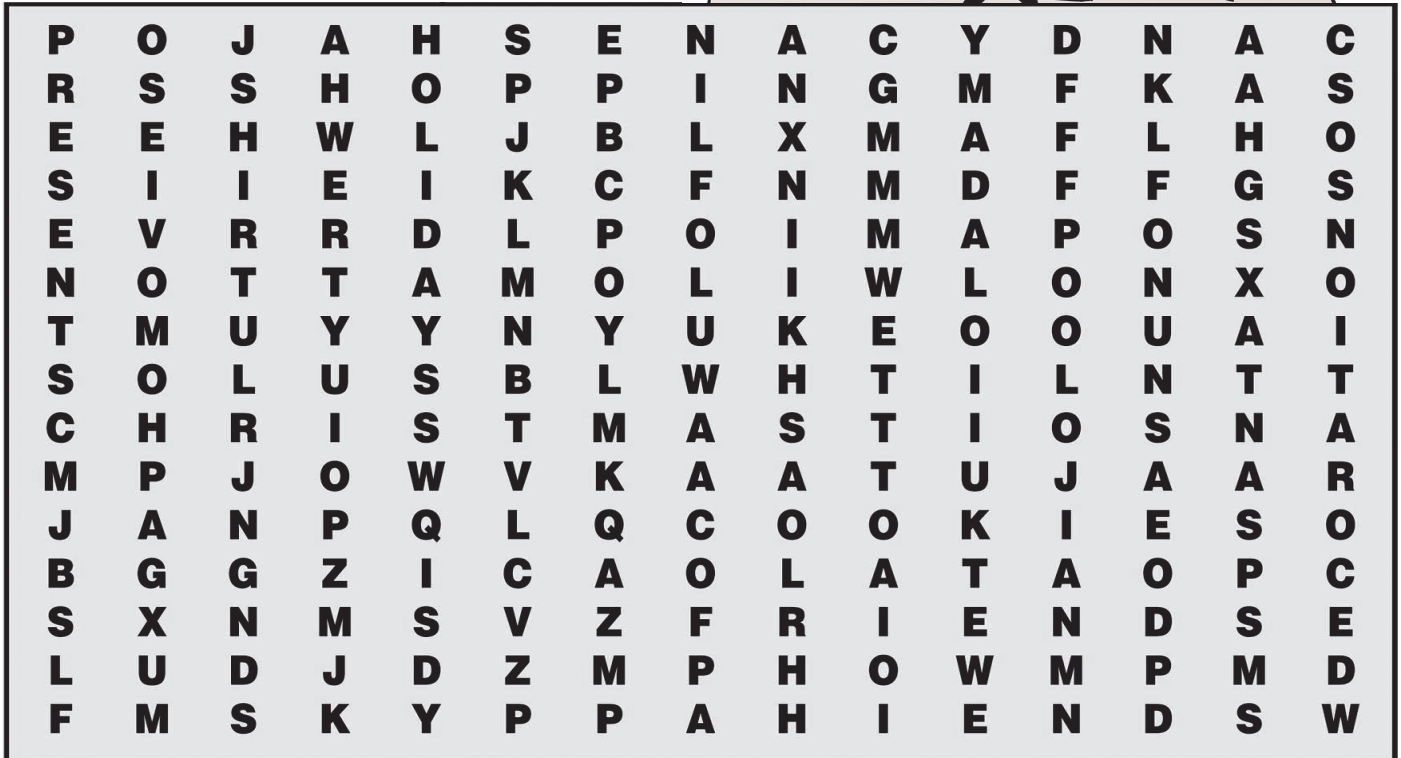 P O J A H S E N A C Y D N A C
R S S H O P P I N G M F K A S
E E H W L J B L X M A F L H O
S I I E I K C F N M D F F G S
E V R R D L P O I M A P O S N
N O T T A M O L I W L O N X O
T M U Y Y N Y U K E O O U A I
S O L U S B L W H T I L N T T
C H R I S T M A S T I O S N A
M P J O W V K A A T U J A A R
J A N P Q L Q C O O K I E S O
B G G Z I C A O L A T A O P C
S X N M S V Z F R I E N D S E
L U D J D Z M P H O W M P M D
F M S K Y P P A H I E N D S W